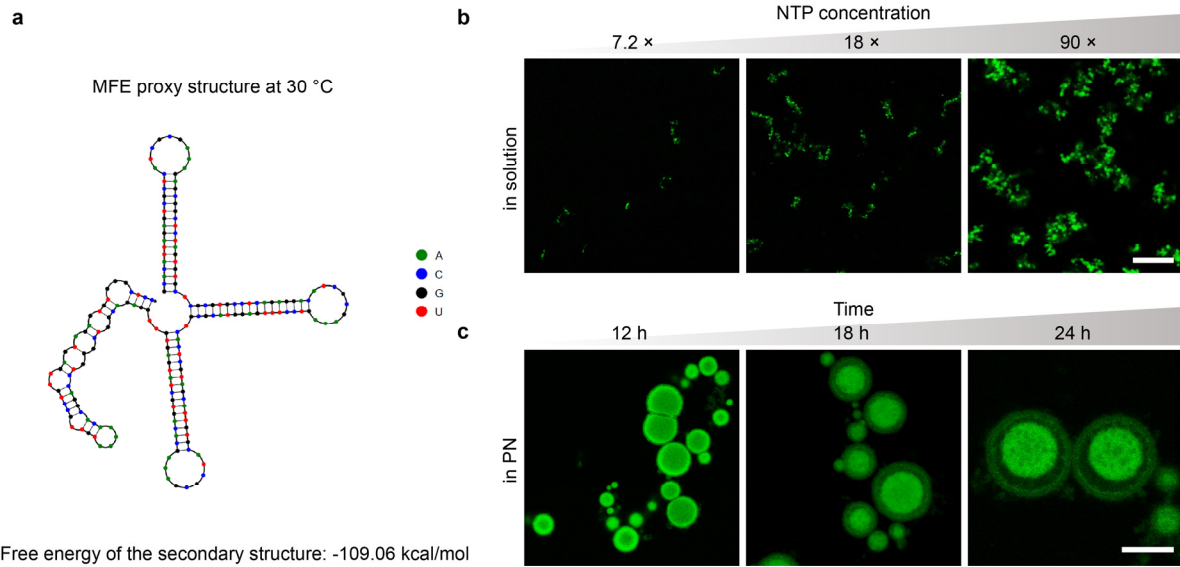 a
MFE proxy structure at 30 °C
A
C
G
U
Free energy of the secondary structure: -109.06 kcal/mol
b
NTP concentration
7.2 ×
18 ×
90 ×
in solution
c
Time
12 h
18 h
24 h
in PN